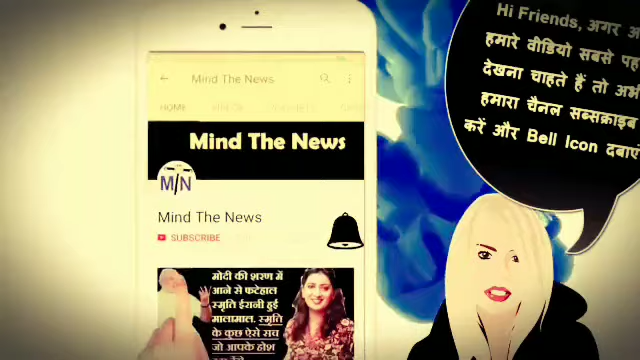 Mind The News
HOME VIDEOS
Mind The News
M/N
Mind The News
SUBSCRIBE
मोदी की शरण में
आने से फटेहाल
स्मृति ईरानी हुई
मालामाल. स्मृति
के कुछ ऐसे सच
जो आपके होश
Hi Friends, अगर
हमारे वीडियो सबसे
देखना चाहते हैं तो
हमारा चैनल सब्सक्राइब
करें और Bell Icon दबाएं